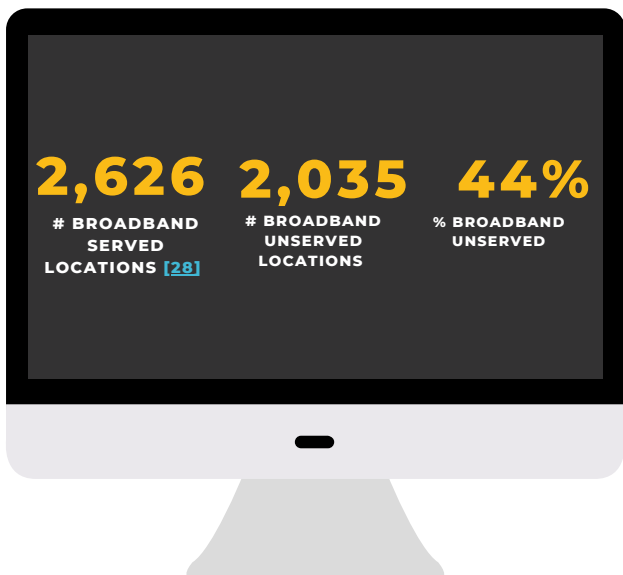 2,626
# BROADBAND
SERVED
LOCATIONS [28]
2,035
# BROADBAND
UNSERVED
LOCATIONS
44%
% BROADBAND
UNSERVED